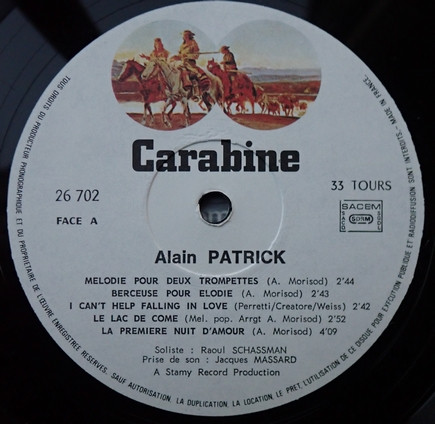 Carabine
26 702
33 TOURS
FACE A
SACEM
SDRM
Alain PATRICK
MELODIE POUR DEUX TROMPETTES (A. Morisod) 2'44
BERCEUSE POUR ELODIE (A. Morisod) 2'43
I CAN'T HELP FALLING IN LOVE (Perretti/Creatore/Weiss) 2'42
LE LAC DE COME (Mel. pop. Arrgt A. Morisod) 2'52
LA PREMIERE NUIT D'AMOUR (A. Morisod) 4'09
Soliste : Raoul SCHASSMAN
Prise de son : Jacques MASSARD
A Stamy Record Production
TOUS DROITS DU PRODUCTEUR PHONOGRAPHIQUE ET DU PROPRIETAIRE DE L'ŒUVRE ENREGISTREE RESERVES. SAUF AUTORISATION, LA DUPLICATION, LA LOCATION, LE PRET, L'UTILISATION DE CE DISQUE POUR EXECUTION PUBLIQUE ET RADIODIFFUSION SONT INTERDITS - MADE IN FRANCE.